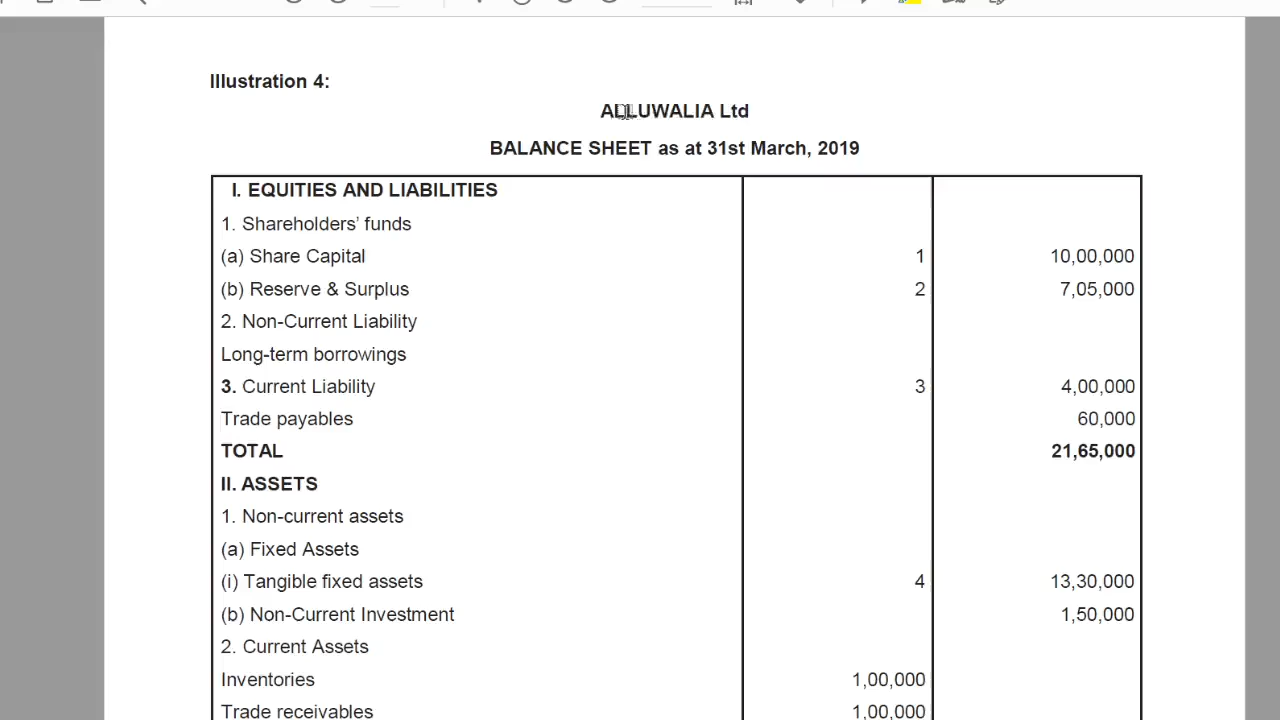 Illustration 4:
ALLUWALIA Ltd
BALANCE SHEET as at 31st March, 2019
I. EQUITIES AND LIABILITIES
1. Shareholders' funds
(a) Share Capital 1 10,00,000
(b) Reserve & Surplus 2 7,05,000
2. Non-Current Liability
Long-term borrowings
3. Current Liability 3 4,00,000
Trade payables 60,000
TOTAL 21,65,000
II. ASSETS
1. Non-current assets
(a) Fixed Assets
(i) Tangible fixed assets 4 13,30,000
(b) Non-Current Investment 1,50,000
2. Current Assets
Inventories 1,00,000
Trade receivables 1,00,000